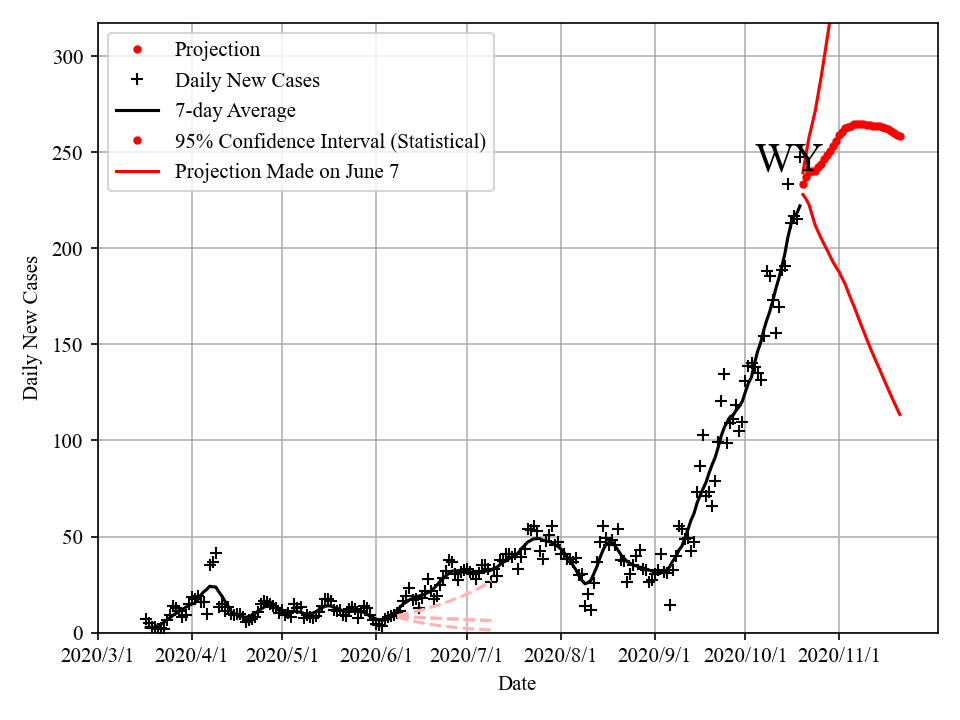 300
250
200
150
100
50
0
Daily New Cases
Projection
Daily New Cases
7-day Average
95% Confidence Interval (Statistical)
Projection Made on June 7
WY
2020/3/1 2020/4/1 2020/5/1 2020/6/1 2020/7/1 2020/8/1 2020/9/1 2020/10/1 2020/11/1
Date